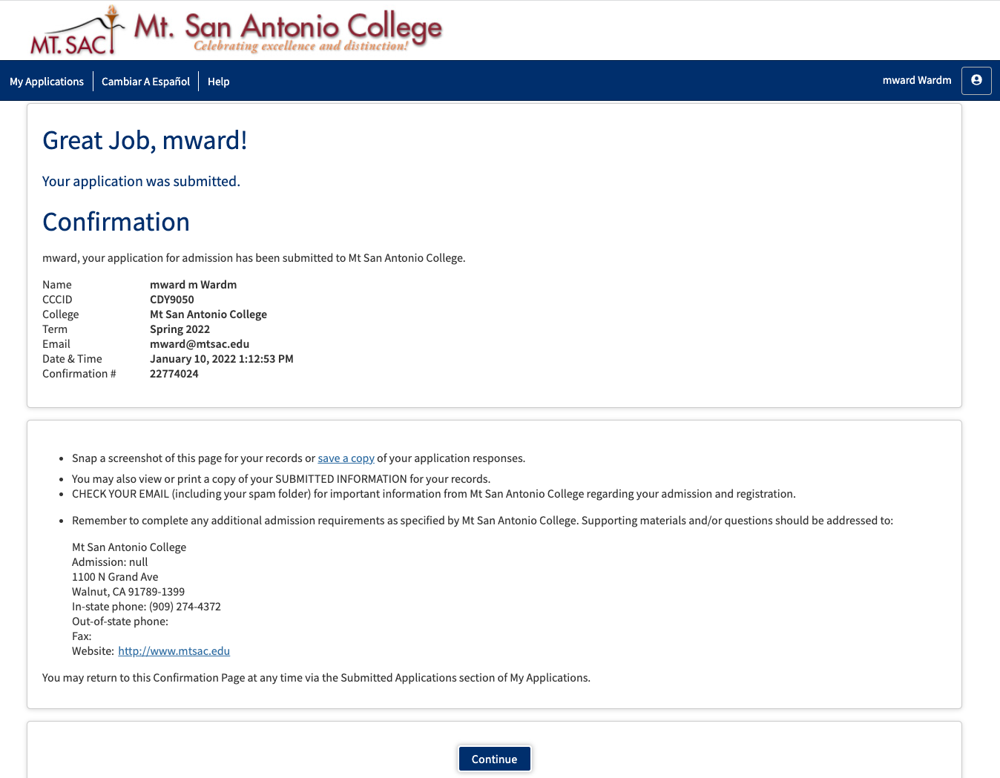 MT. SAC
Mt. San Antonio College
Celebrating excellence and distinction!
My Applications
Cambiar A Español
Help
mward Wardm
Great Job, mward!
Your application was submitted.
Confirmation
mward, your application for admission has been submitted to Mt San Antonio College.
Name mward m Wardm
CCCID CDY9050
College Mt San Antonio College
Term Spring 2022
Email mward@mtsac.edu
Date & Time January 10, 2022 1:12:53 PM
Confirmation # 22774024
• Snap a screenshot of this page for your records or save a copy of your application responses.
• You may also view or print a copy of your SUBMITTED INFORMATION for your records.
• CHECK YOUR EMAIL (including your spam folder) for important information from Mt San Antonio College regarding your admission and registration.
• Remember to complete any additional admission requirements as specified by Mt San Antonio College. Supporting materials and/or questions should be addressed to:
Mt San Antonio College
Admission: null
1100 N Grand Ave
Walnut, CA 91789-1399
In-state phone: (909) 274-4372
Out-of-state phone:
Fax:
Website: http://www.mtsac.edu
You may return to this Confirmation Page at any time via the Submitted Applications section of My Applications.
Continue